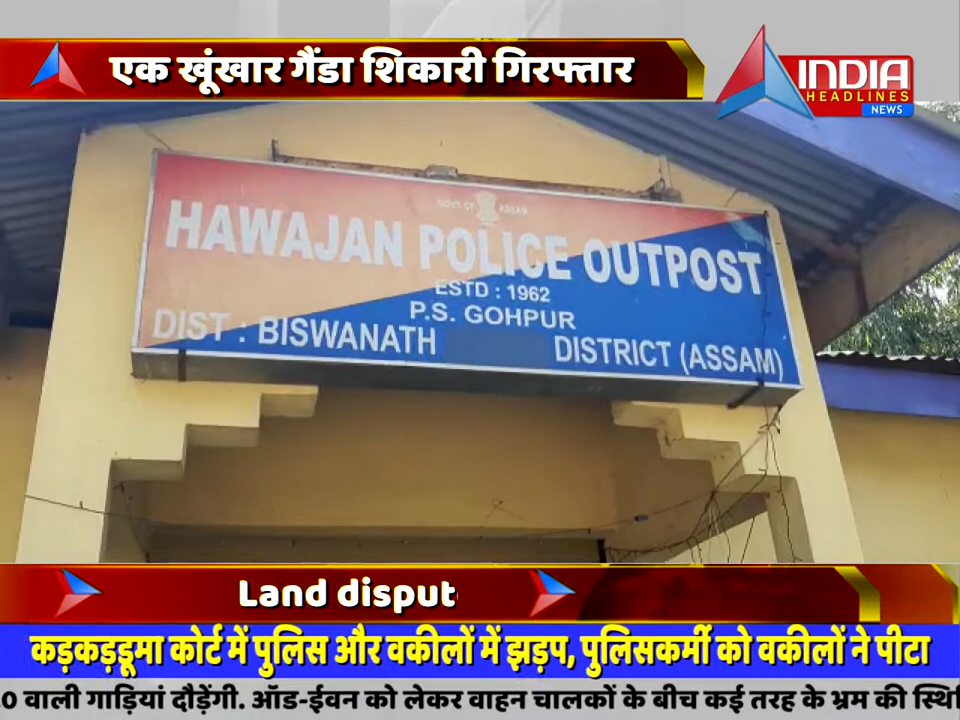 एक खूंखार गैंडा शिकारी गिरफ्तार
INDIA
HEADLINES
NEWS
GOVT OF ASSAM
HAWAJAN POLICE OUTPOST
ESTD : 1962
P.S. GOHPUR
DIST : BISWANATH DISTRICT (ASSAM)
Land disput
कड़कड़डूमा कोर्ट में पुलिस और वकीलों में झड़प, पुलिसकर्मी को वकीलों ने पीटा
.0 वाली गाड़ियां दौड़ेंगी. ऑड-ईवन को लेकर वाहन चालकों के बीच कई तरह के भ्रम की स्थि